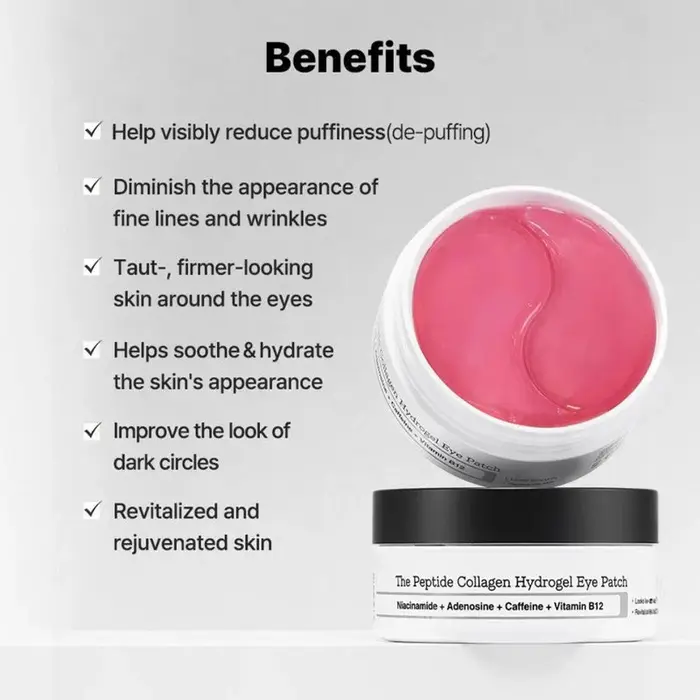 Benefits
Help visibly reduce puffiness(de-puffing)
Diminish the appearance of
fine lines and wrinkles
Taut-, firmer-looking
skin around the eyes
Helps soothe & hydrate
the skin's appearance
Improve the look of
dark circles
Revitalized and
rejuvenated skin
Collagen Hydrogel Eye Patch
Caffeine + Vitamin B12
The Peptide Collagen Hydrogel Eye Patch
Niacinamide + Adenosine + Caffeine + Vitamin B12